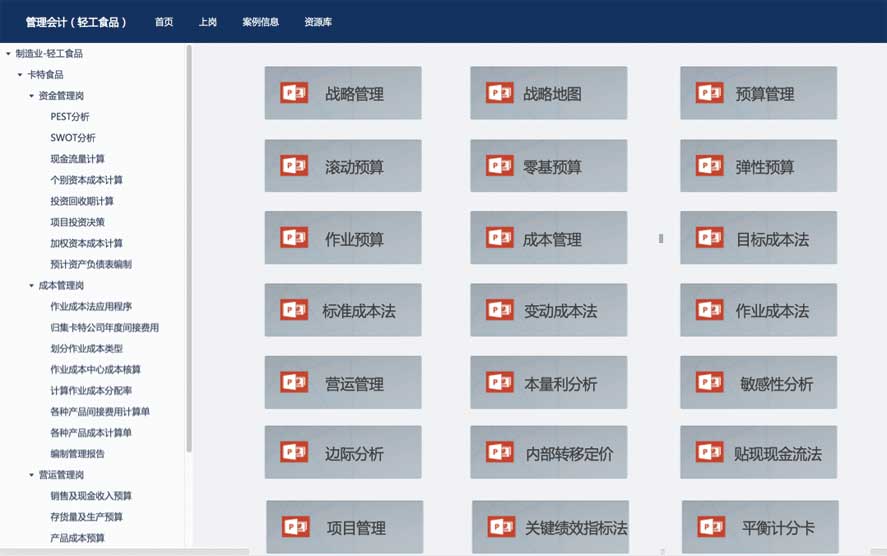 管理会计（轻工食品）
首页
上岗
案例信息
资源库
制造业-轻工食品
卡特食品
资金管理岗
PEST分析
SWOT分析
现金流量计算
个别资本成本计算
投资回收期计算
项目投资决策
加权资本成本计算
预计资产负债表编制
成本管理岗
作业成本法应用程序
归集卡特公司年度间接费用
划分作业成本类型
作业成本中心成本核算
计算作业成本分配率
各种产品间接费用计算单
各种产品成本计算单
编制管理报告
营运管理岗
销售及现金收入预算
存货量及生产预算
产品成本预算
战略管理
战略地图
预算管理
滚动预算
零基预算
弹性预算
作业预算
成本管理
目标成本法
标准成本法
变动成本法
作业成本法
营运管理
本量利分析
敏感性分析
边际分析
内部转移定价
贴现现金流法
项目管理
关键绩效指标法
平衡计分卡